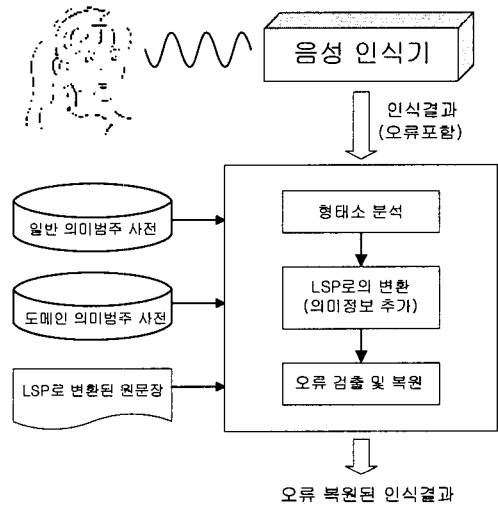 음성 인식기
인식결과
(오류포함)
형태소 분석
일반 의미범주 사전
LSP로의 변환
(의미정보 추가)
도메인 의미범주 사전
오류 검출 및 복원
LSP로 변환된 원문장
오류 복원된 인식결과